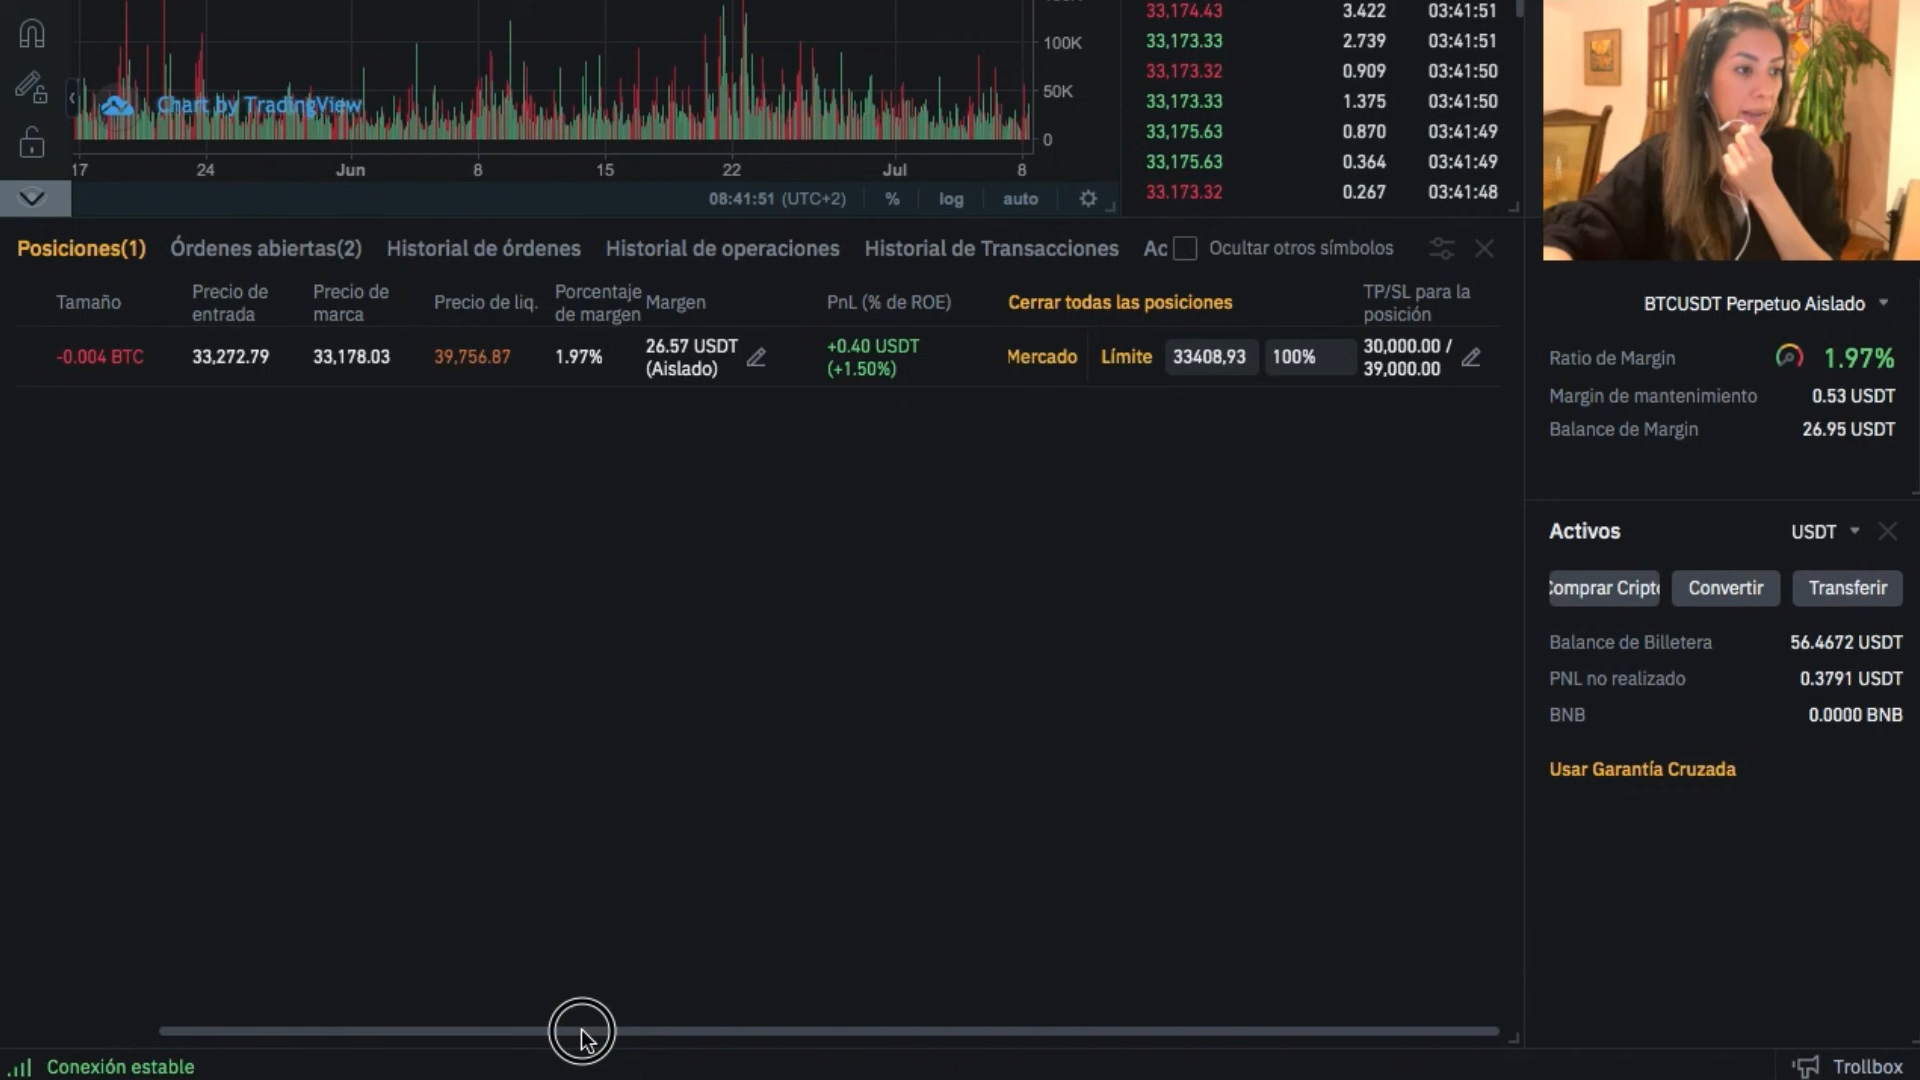 33,174.43 3.422 03:41:51
100K 33,173.33 2.739 03:41:51
33,173.32 0.909 03:41:50
50K
Chart by TradingView 33,173.33 1.375 03:41:50
0 33,175.63 0.870 03:41:49
17 24 Jun 8 15 22 Jul 8 33,175.63 0.364 03:41:49
08:41:51 (UTC+2) % log auto 33.173.32 0.267 03:41:48
Posiciones(1) Órdenes abiertas(2) Historial de órdenes Historial de operaciones Historial de Transacciones Ac Ocultar otros símbolos
Tamaño Precio de entrada Precio de marca Precio de liq. Porcentaje de margen Margen PnL (% de ROE) Cerrar todas las posiciones TP/SL para la posición
-0.004 BTC 33,272.79 33,178.03 39,756.87 1.97% 26.57 USDT (Aislado) +0.40 USDT (+1.50%) Mercado Límite 33408,93 100% 30,000.00 / 39,000.00
BTCUSDT Perpetuo Aislado
Ratio de Margin 1.97%
Margin de mantenimiento 0.53 USDT
Balance de Margin 26.95 USDT
Activos USDT
Comprar Cripto Convertir Transferir
Balance de Billetera 56.4672 USDT
PNL no realizado 0.3791 USDT
BNB 0.0000 BNB
Usar Garantía Cruzada
Conexión estable Trollbox